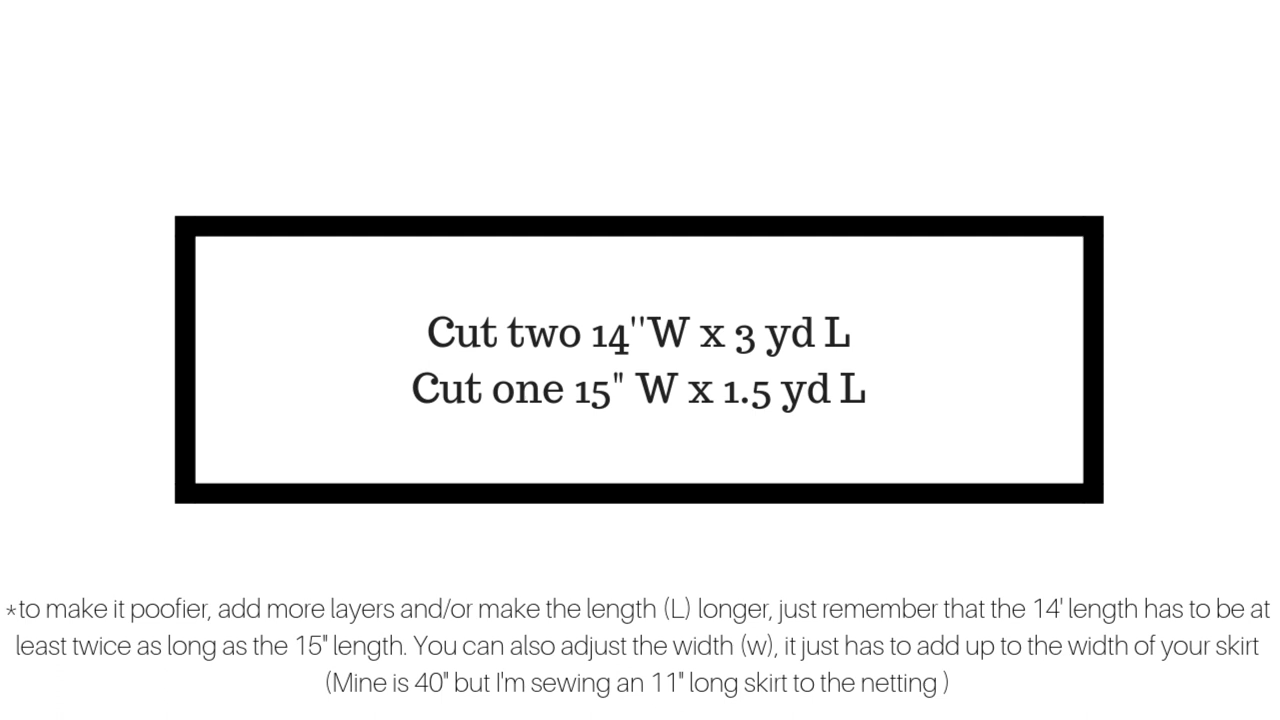 Cut two 14''W x 3 yd L
Cut one 15" W x 1.5 yd L
*to make it poofier, add more layers and/or make the length (L) longer, just remember that the 14' length has to be at
least twice as long as the 15" length. You can also adjust the width (w), it just has to add up to the width of your skirt
(Mine is 40" but I'm sewing an 11" long skirt to the netting )